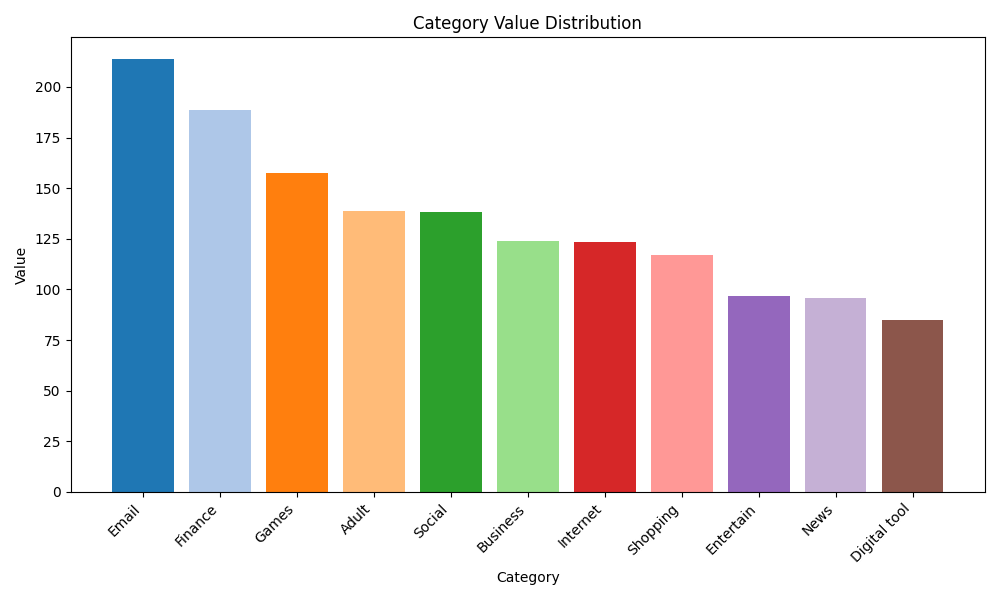 Category Value Distribution
Value
200
175
150
125
100
75
50
25
0
Email
Finance
Games
Adult
Social
Business
Internet
Shopping
Entertain
News
Digital tool
Category